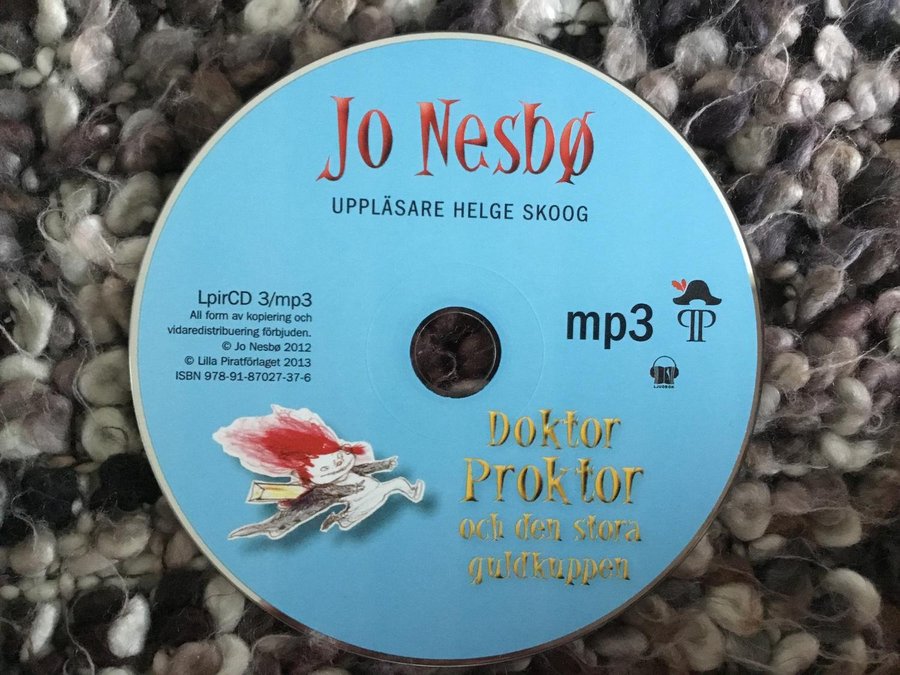 Jo Nesbø
UPPLÄSARE HELGE SKOOG
LpirCD 3/mp3
All form av kopiering och
vidaredistribuering förbjuden.
© Jo Nesbø 2012
© Lilla Piratförlaget 2013
ISBN 978-91-87027-37-6
mp3
LJUDBOK
Doktor
Proktor
och den stora
guldkuppen